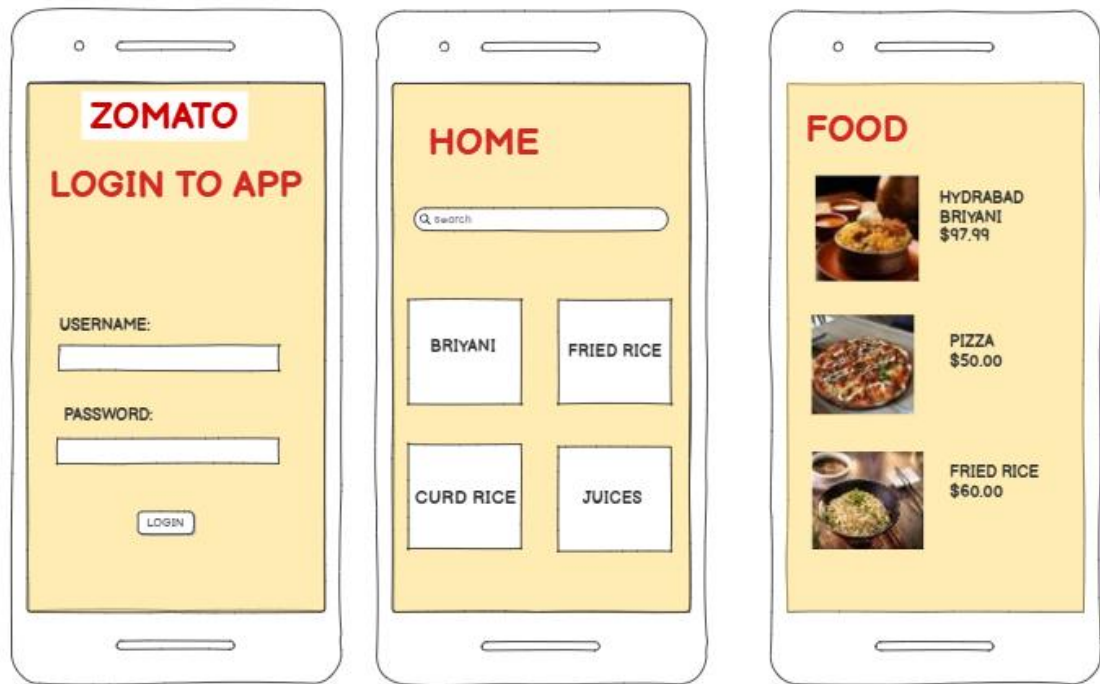 ZOMATO
LOGIN TO APP
USERNAME:
PASSWORD:
LOGIN
HOME
Search
BRIYANI
FRIED RICE
CURD RICE
JUICES
FOOD
HYDRABAD
BRIYANI
$97.99
PIZZA
$50.00
FRIED RICE
$60.00